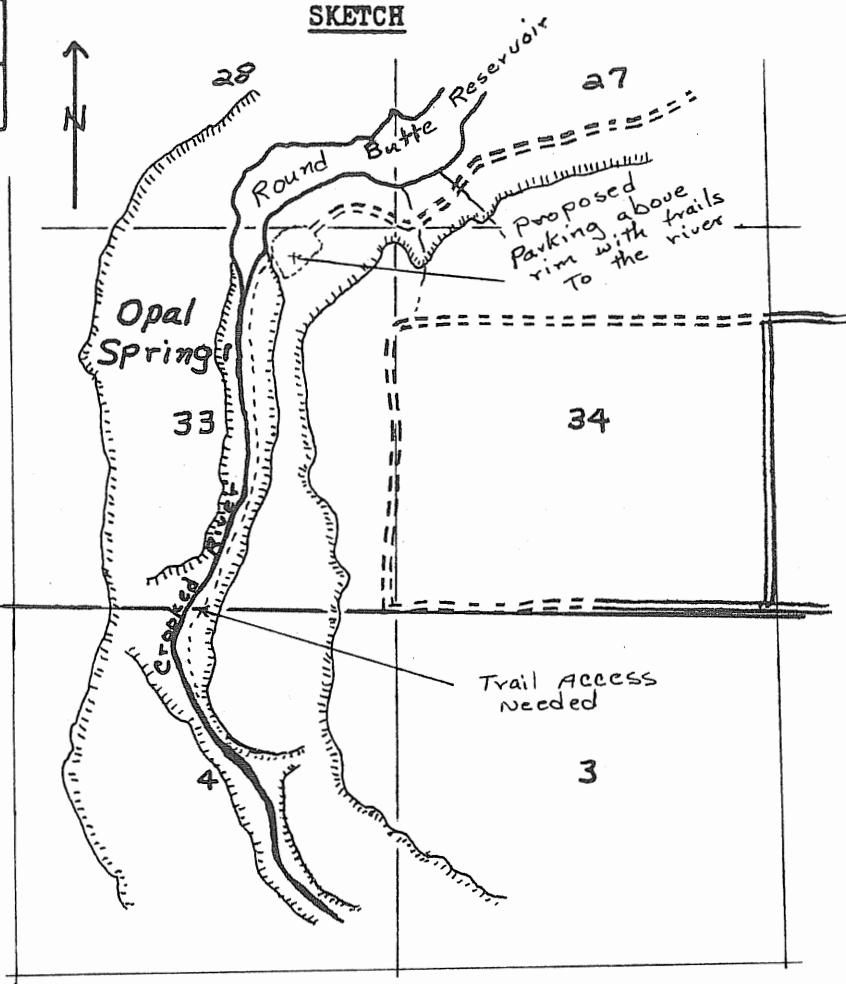 SKETCH
N
28
27
Round Butte Reservoir
Proposed
Parking above
rim with trails
To the river
Opal
Springs
33
34
Crooked River
Trail Access
Needed
4
3